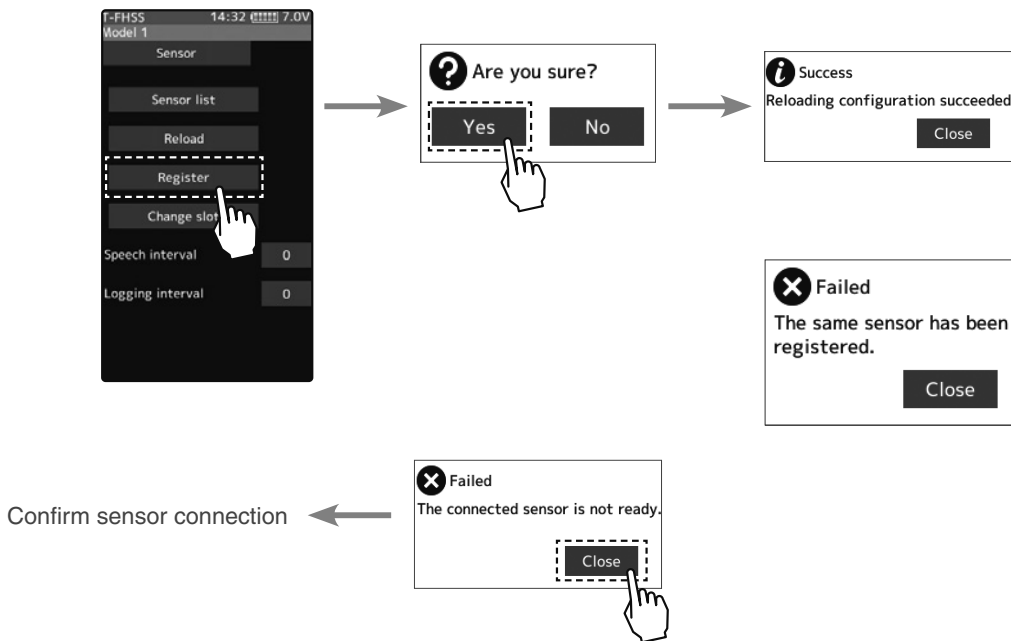 T-FHSS 14:32 7.0V
Model 1
Sensor
Sensor list
Reload
Register
Change slot
Speech interval 0
Logging interval 0
Are you sure?
Yes No
Success
Reloading configuration succeeded
Close
Failed
The same sensor has been
registered.
Close
Failed
The connected sensor is not ready.
Close
Confirm sensor connection